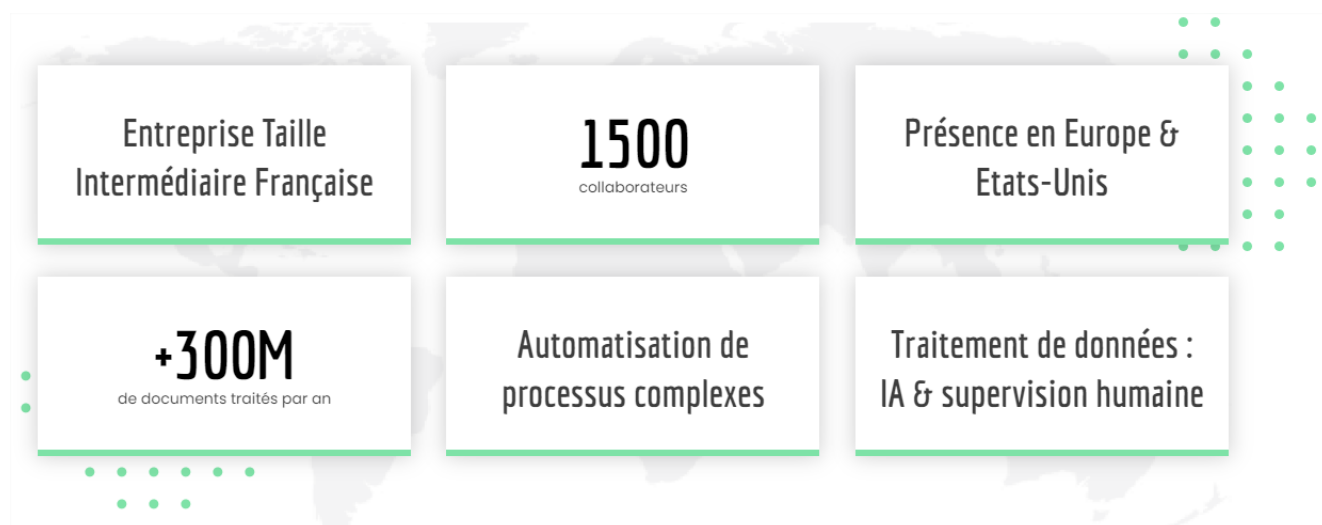 Entreprise Taille
Intermédiaire Française
1500
collaborateurs
Présence en Europe &
Etats-Unis
+300M
de documents traités par an
Automatisation de
processus complexes
Traitement de données :
IA & supervision humaine